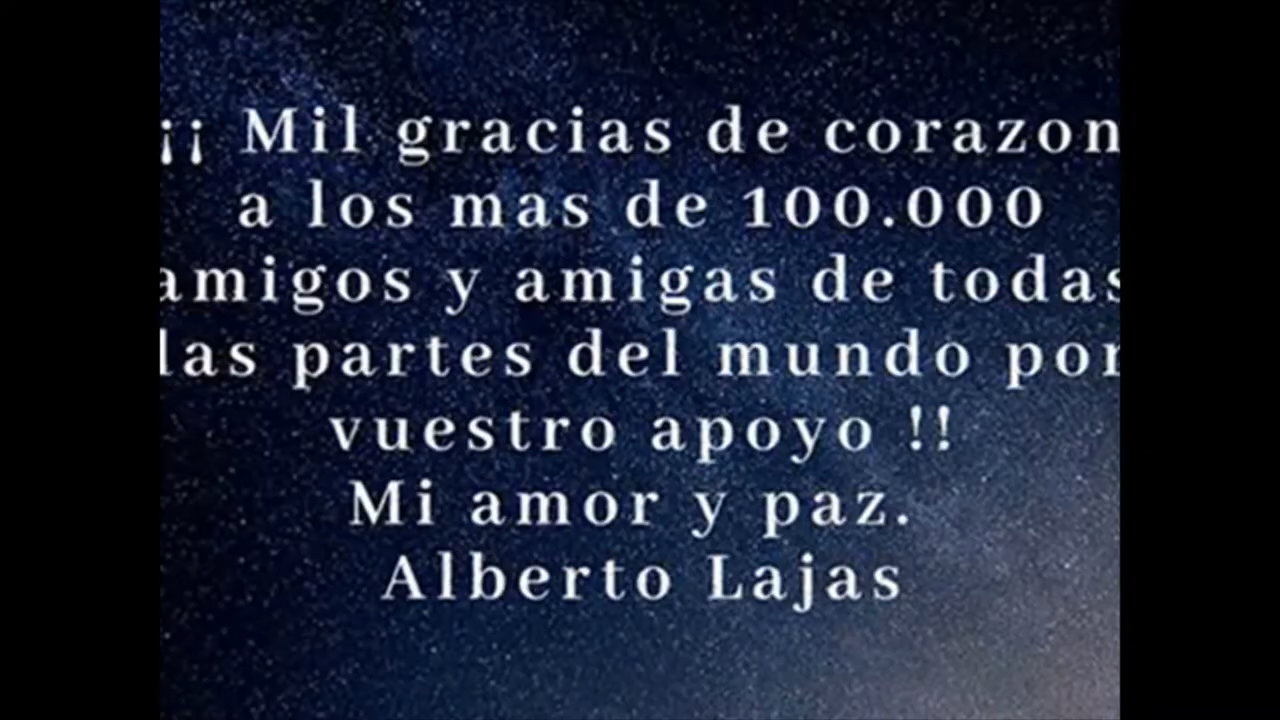 ¡¡ Mil gracias de corazon
a los mas de 100.000
amigos y amigas de todas
las partes del mundo por
vuestro apoyo !!
Mi amor y paz.
Alberto Lajas